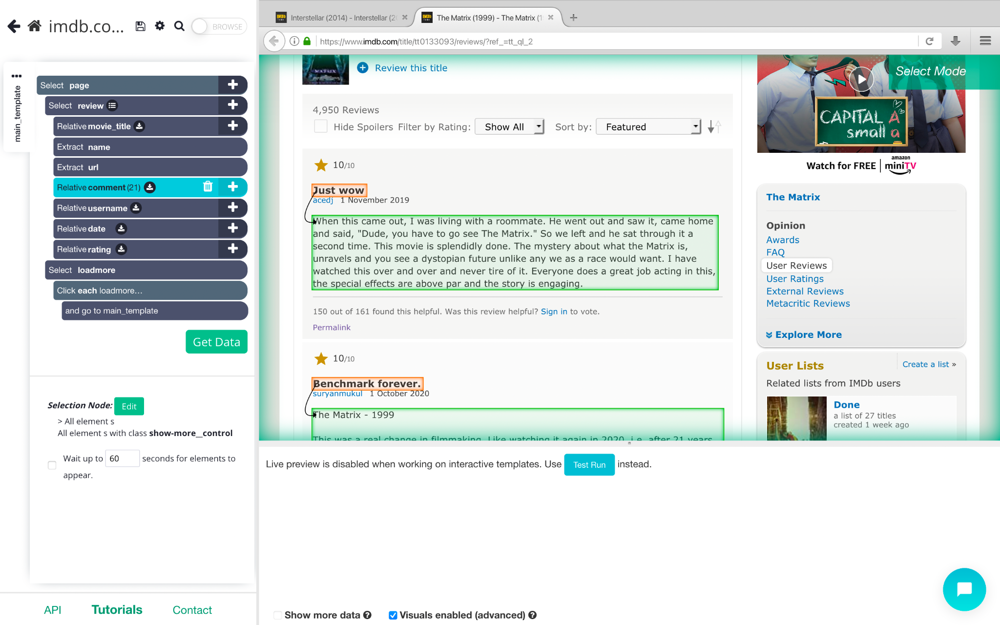 imdb.co...
BROWSE
main_template
Select page
Select review
Relative movie_title
Extract name
Extract url
Relative comment (21)
Relative username
Relative date
Relative rating
Select loadmore
Click each loadmore...
and go to main_template
Get Data
Selection Node: Edit
> All element s
All element s with class show-more__control
Wait up to 60 seconds for elements to
appear.
API Tutorials Contact
Interstellar (2014) - Interstellar
The Matrix (1999) - The Matrix
https://www.imdb.com/title/tt0133093/reviews/?ref_=tt_ql_2
MATRIX
Review this title
4,950 Reviews
Hide Spoilers Filter by Rating: Show All Sort by: Featured
10/10
Just wow
acedj 1 November 2019
When this came out, I was living with a roommate. He went out and saw it, came home
and said, "Dude, you have to go see The Matrix." So we left and he sat through it a
second time. This movie is splendidly done. The mystery about what the Matrix is,
unravels and you see a dystopian future unlike any we as a race would want. I have
watched this over and over and never tire of it. Everyone does a great job acting in this,
the special effects are above par and the story is engaging.
150 out of 161 found this helpful. Was this review helpful? Sign in to vote.
Permalink
10/10
Benchmark forever.
suryanmukul 1 October 2020
The Matrix - 1999
This was a real change in filmmaking. Like watching it again in 2020, i.e. after 21 years
Select Mode
CAPITAL A
small a
Watch for FREE | amazon miniTV
The Matrix
Opinion
Awards
FAQ
User Reviews
User Ratings
External Reviews
Metacritic Reviews
Explore More
User Lists
Create a list »
Related lists from IMDb users
Done
a list of 27 titles
created 1 week ago
Live preview is disabled when working on interactive templates. Use Test Run instead.
Show more data
Visuals enabled (advanced)